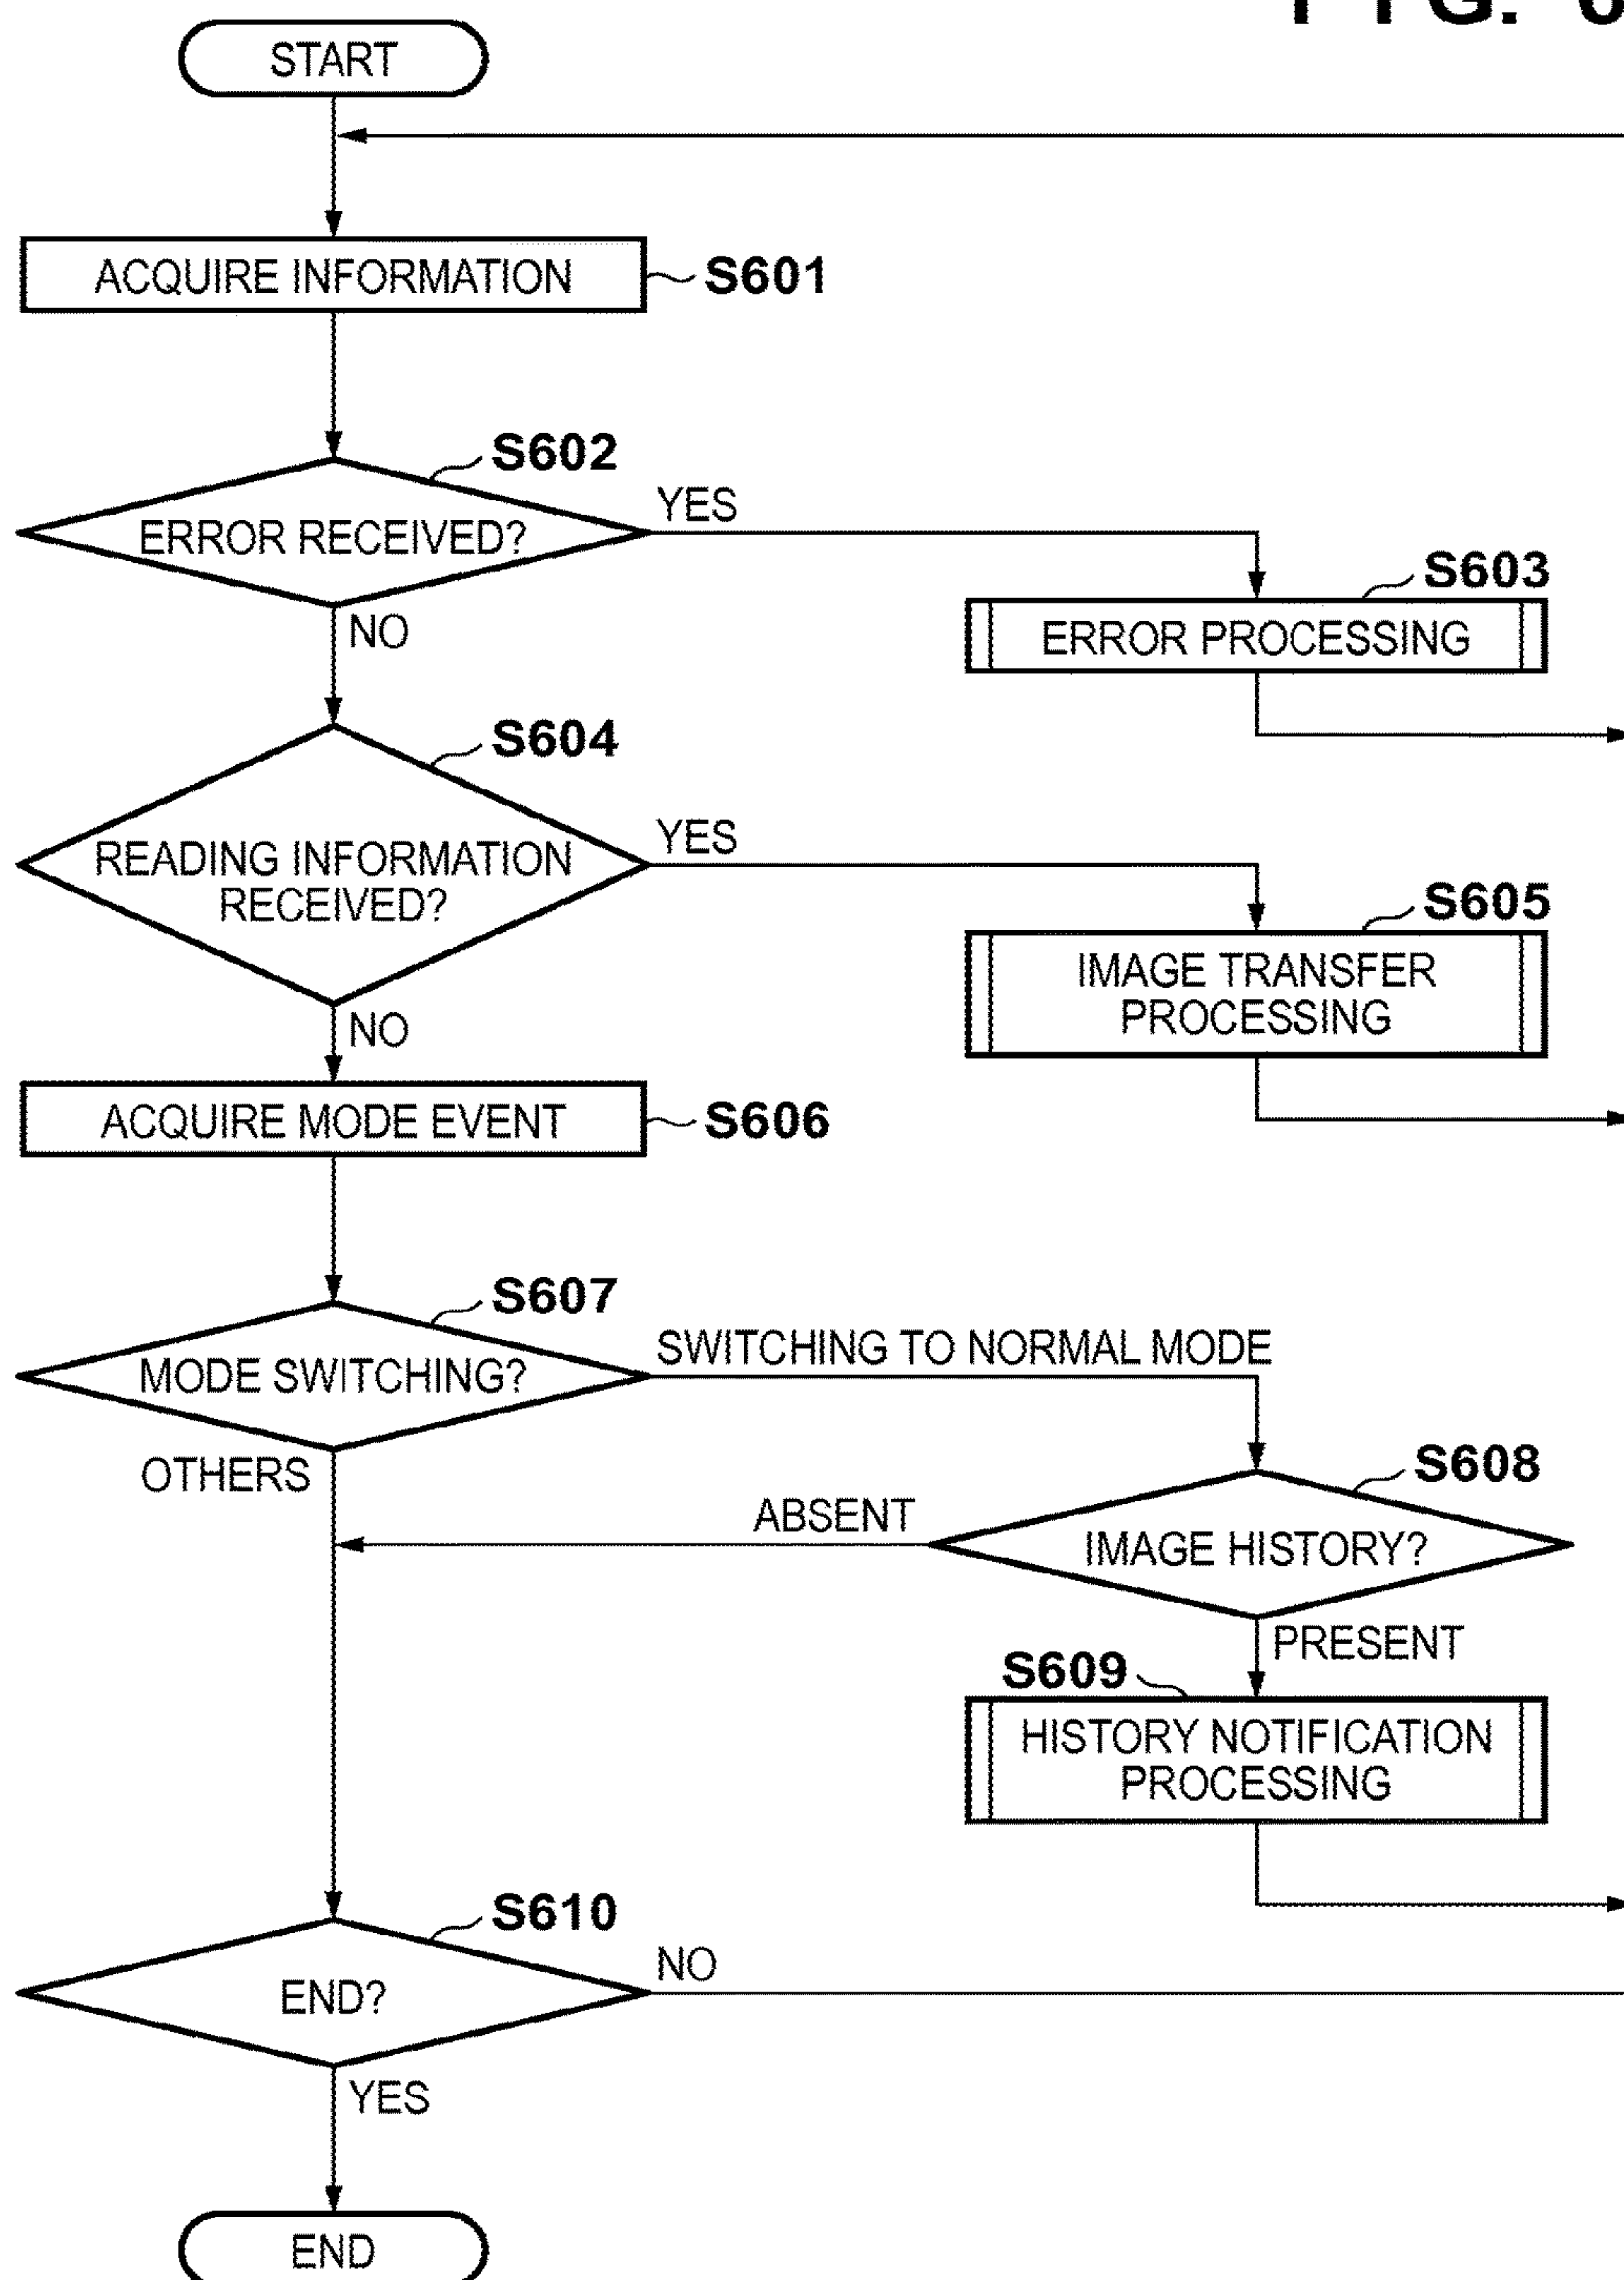 FIG. 6
START
ACQUIRE INFORMATION
S601
S602
ERROR RECEIVED?
YES
NO
S603
ERROR PROCESSING
S604
READING INFORMATION
RECEIVED?
YES
NO
S605
IMAGE TRANSFER
PROCESSING
ACQUIRE MODE EVENT
S606
S607
MODE SWITCHING?
SWITCHING TO NORMAL MODE
OTHERS
S608
IMAGE HISTORY?
ABSENT
PRESENT
S609
HISTORY NOTIFICATION
PROCESSING
S610
END?
NO
YES
END